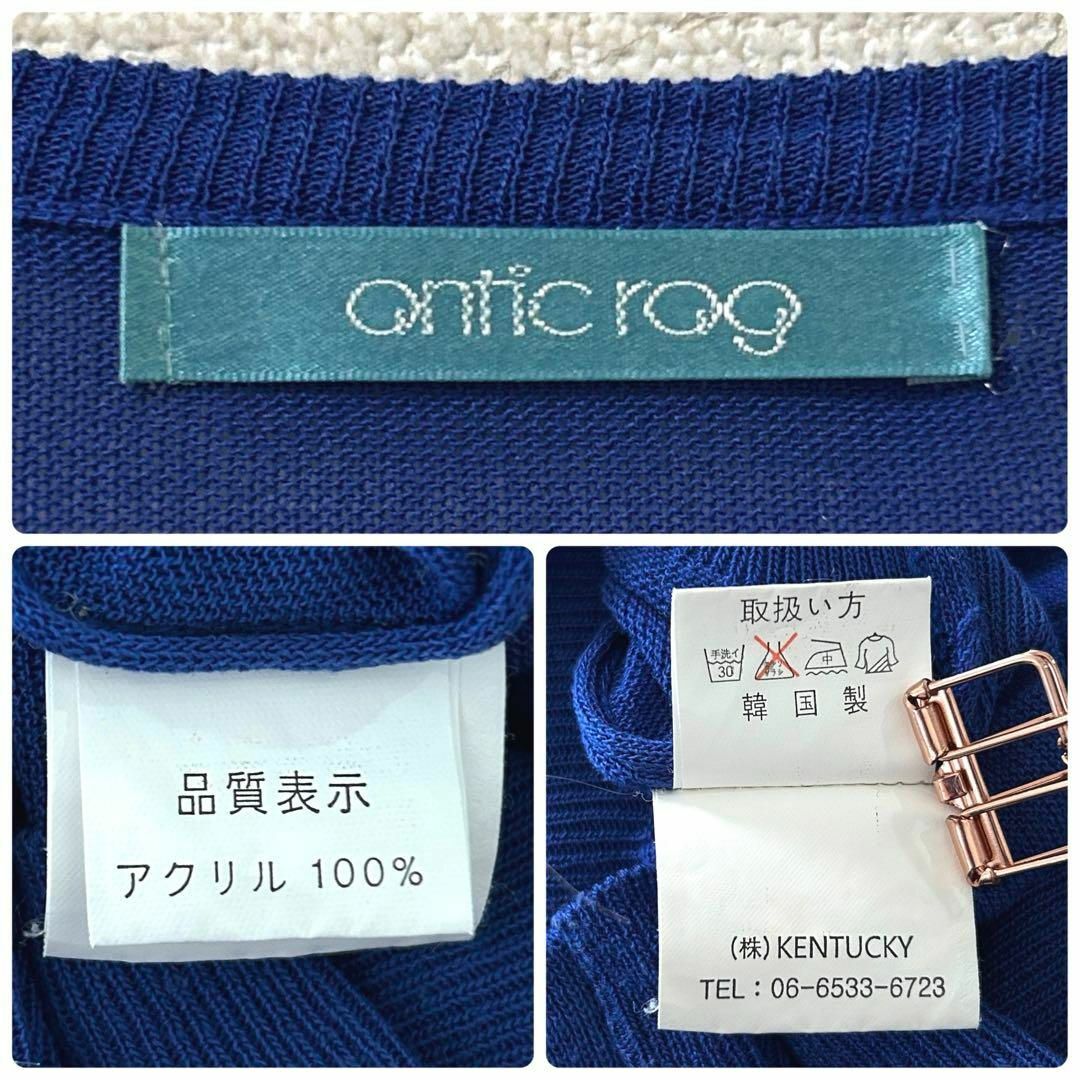 antic rag
品質表示
アクリル 100%
取扱い方
手洗イ 中
30
韓国製
(株) KENTUCKY
TEL : 06-6533-6723